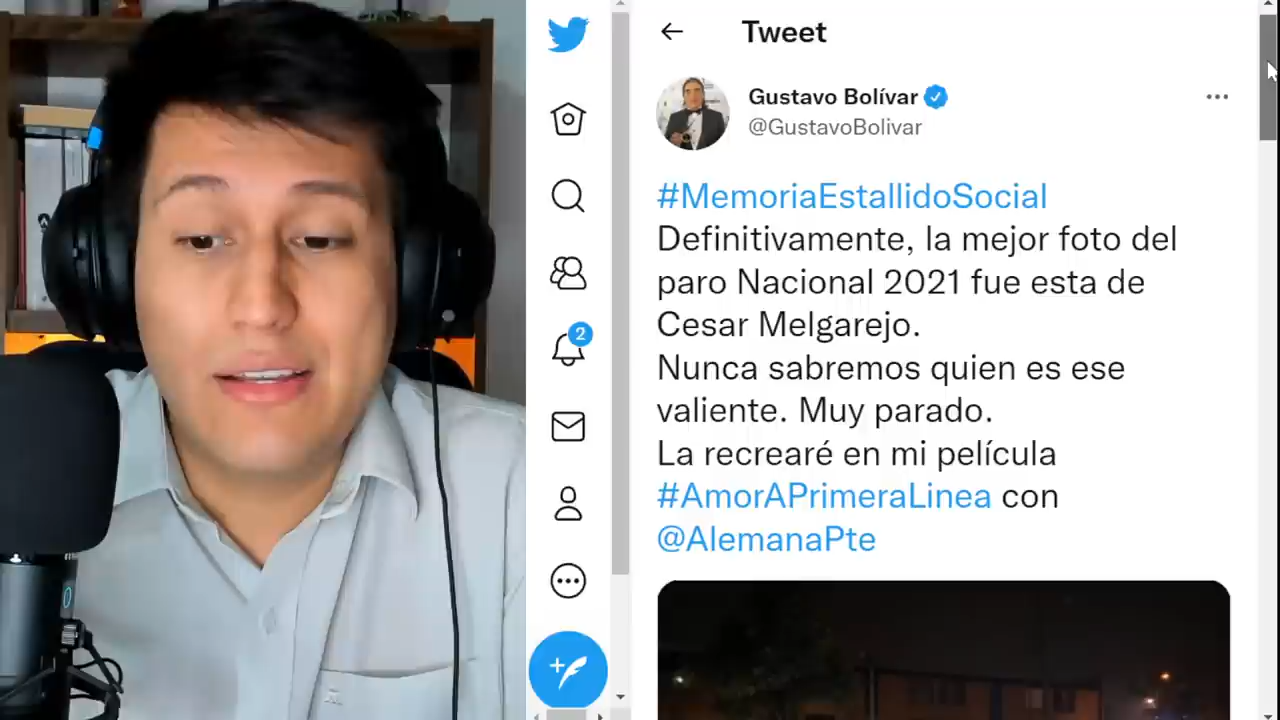 Tweet
Gustavo Bolívar
@GustavoBolivar
#MemoriaEstallidoSocial
Definitivamente, la mejor foto del
paro Nacional 2021 fue esta de
Cesar Melgarejo.
Nunca sabremos quien es ese
valiente. Muy parado.
La recrearé en mi película
#AmorAPrimeraLinea con
@AlemanaPte
2